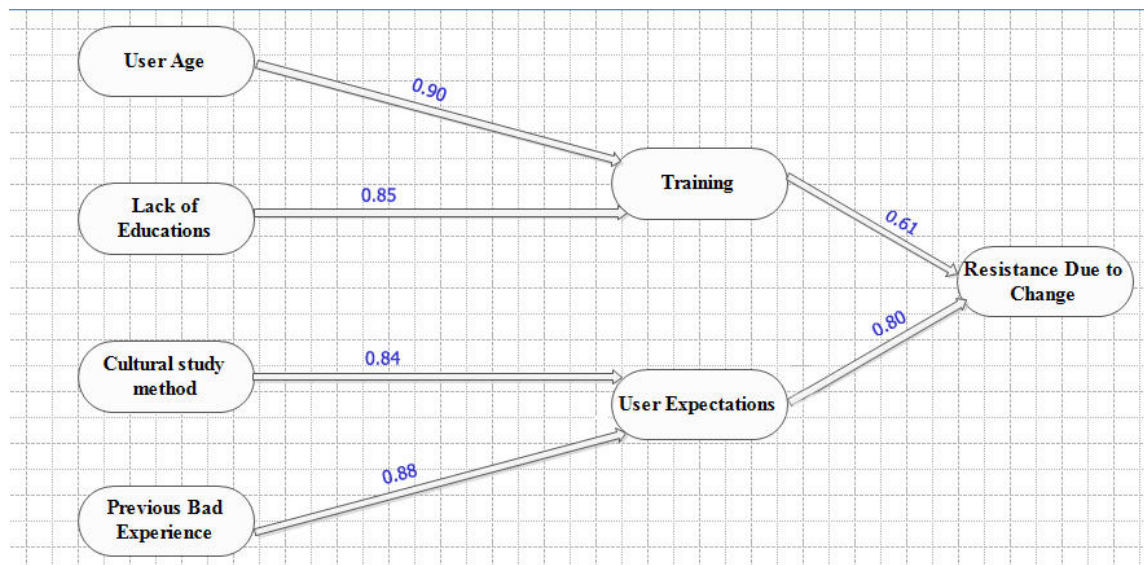 User Age
0.90
Lack of
Educations
0.85
Training
0.61
Resistance Due to
Change
Cultural study
method
0.84
User Expectations
0.80
Previous Bad
Experience
0.88